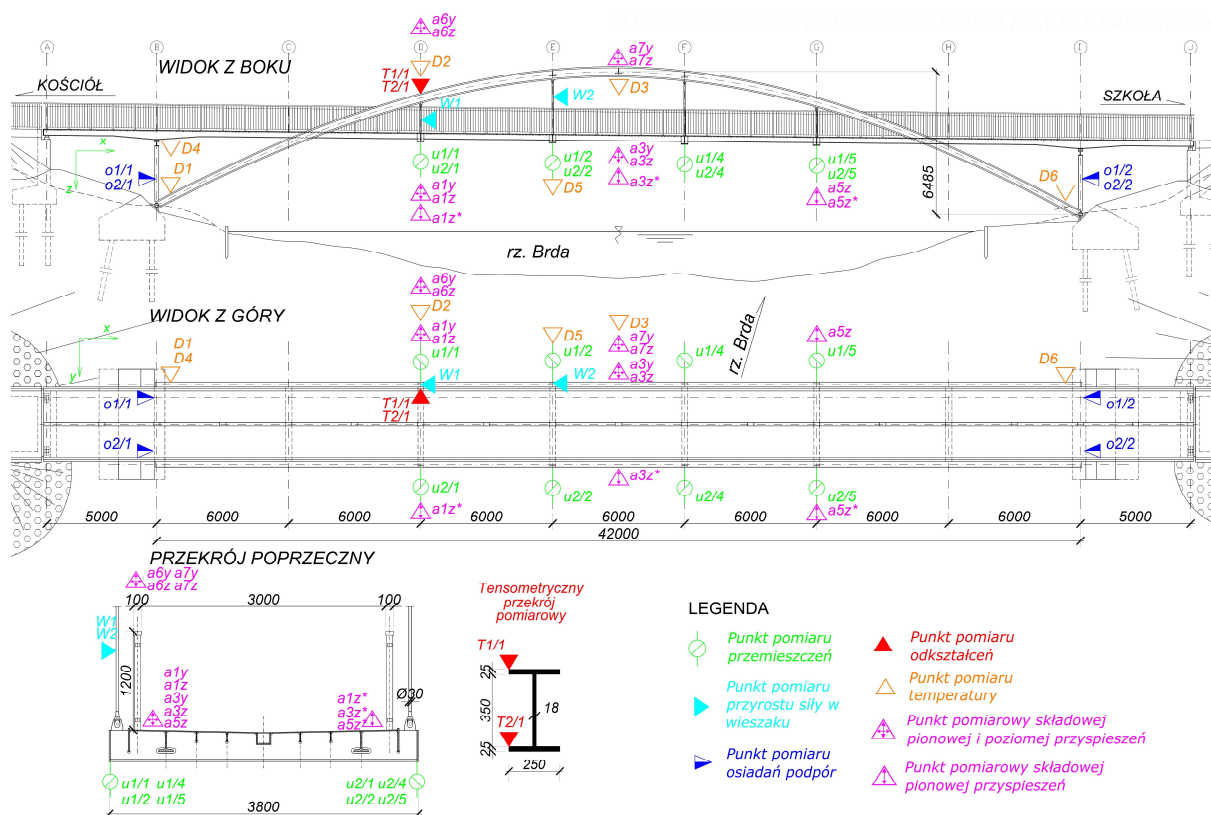 ROZMIESZCZENIE PRZEKROJÓW I PUNKTÓW POMIAROWYCH
a6y
a6z
A
B
C
D
E
F
G
H
I
J
WIDOK Z BOKU
KOŚCIÓŁ
SZKOŁA
D2
T1/1
T2/1
W1
W2
a7y
a7z
D3
x
z
D4
D1
o1/1
o2/1
u1/1
u2/1
a1y
a1z
a1z*
u1/2
u2/2
D5
a3y
a3z
a3z*
u1/4
u2/4
u1/5
u2/5
a5z
a5z*
6485
D6
o1/2
o2/2
rz. Brda
WIDOK Z GÓRY
a6y
a6z
D2
a1y
a1z
u1/1
D5
u1/2
D3
a7y
a7z
a3y
a3z
u1/4
a5z
u1/5
rz. Brda
x
y
D1
D4
D6
W1
W2
T1/1
T2/1
o1/1
o2/1
o1/2
o2/2
u2/1
a1z*
u2/2
a3z*
u2/4
u2/5
a5z*
5000
6000
6000
6000
6000
6000
6000
6000
5000
42000
PRZEKRÓJ POPRZECZNY
a6y a7y
a6z a7z
100
3000
100
W1
W2
1200
a1y
a1z
a3y
a3z
a5z
a1z*
a3z*
a5z*
Ø30
u1/1 u1/4
u1/2 u1/5
u2/1 u2/4
u2/2 u2/5
3800
Tensometryczny
przekrój
pomiarowy
T1/1
25
350
18
T2/1
25
250
LEGENDA
Punkt pomiaru
przemieszczeń
Punkt pomiaru
przyrostu siły w
wieszaku
Punkt pomiaru
osiadań podpór
Punkt pomiaru
odkształceń
Punkt pomiaru
temperatury
Punkt pomiarowy składowej
pionowej i poziomej przyspieszeń
Punkt pomiarowy składowej
pionowej przyspieszeń